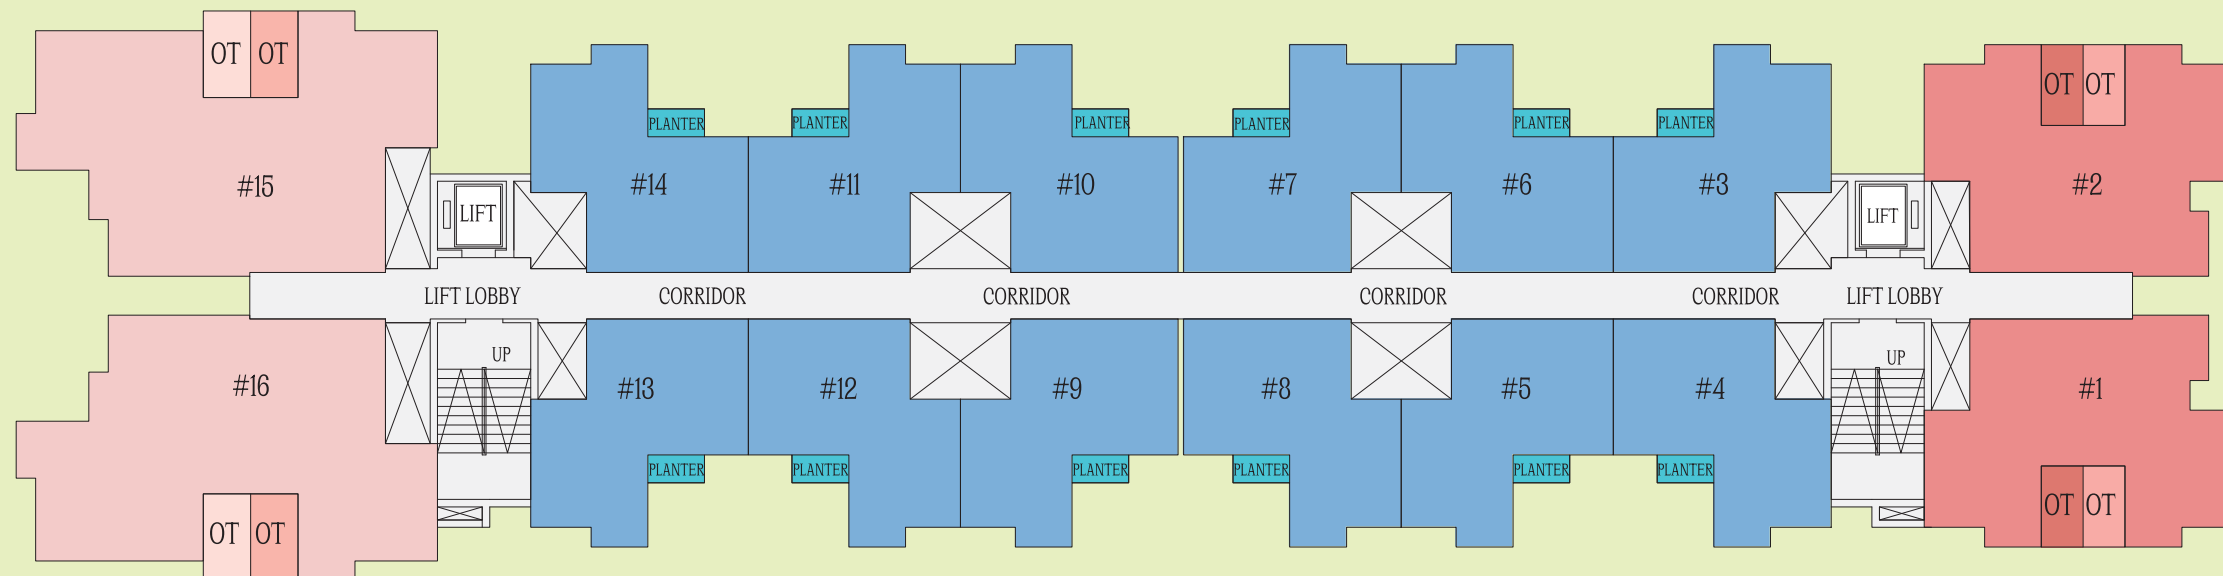 OT OT
OT OT
PLANTER PLANTER PLANTER PLANTER PLANTER PLANTER
#15 #14 #11 #10 #7 #6 #3 #2
LIFT LIFT
LIFT LOBBY CORRIDOR CORRIDOR CORRIDOR CORRIDOR LIFT LOBBY
UP UP
#16 #13 #12 #9 #8 #5 #4 #1
PLANTER PLANTER PLANTER PLANTER PLANTER PLANTER
OT OT
OT OT